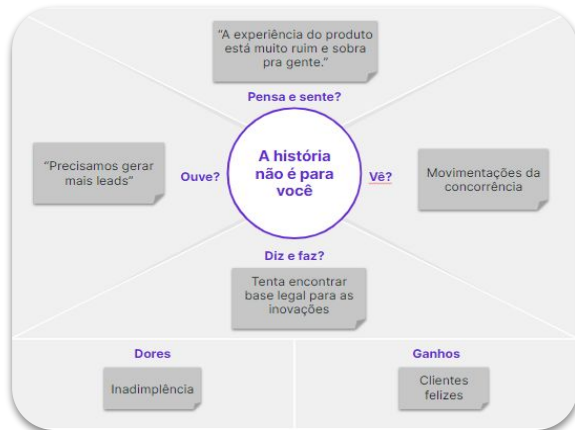 “A experiência do produto
está muito ruim e sobra
pra gente.”
Pensa e sente?
“Precisamos gerar
mais leads”
Ouve?
A história
não é para
você
Vê?
Movimentações da
concorrência
Diz e faz?
Tenta encontrar
base legal para as
inovações
Dores
Inadimplência
Ganhos
Clientes
felizes